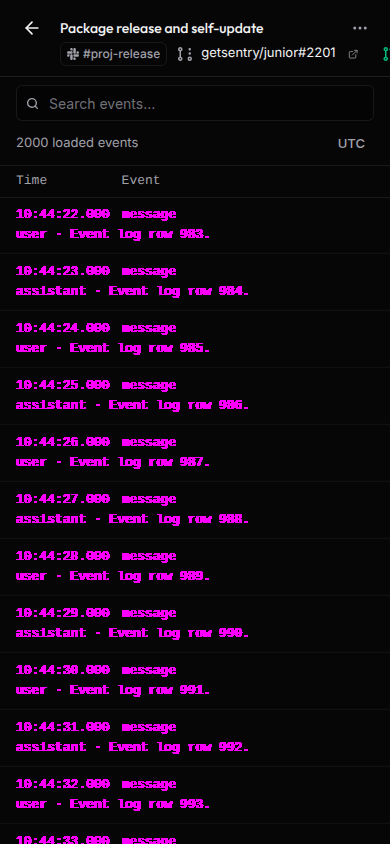 Package release and self-update
#proj-release getsentry/junior#2201
Search events...
2000 loaded events UTC
Time Event
10:44:22.000 message
user - Event log row 983.
10:44:23.000 message
assistant - Event log row 984.
10:44:24.000 message
user - Event log row 985.
10:44:25.000 message
assistant - Event log row 986.
10:44:26.000 message
user - Event log row 987.
10:44:27.000 message
assistant - Event log row 988.
10:44:28.000 message
user - Event log row 989.
10:44:29.000 message
assistant - Event log row 990.
10:44:30.000 message
user - Event log row 991.
10:44:31.000 message
assistant - Event log row 992.
10:44:32.000 message
user - Event log row 993.
10:44:33.000 message